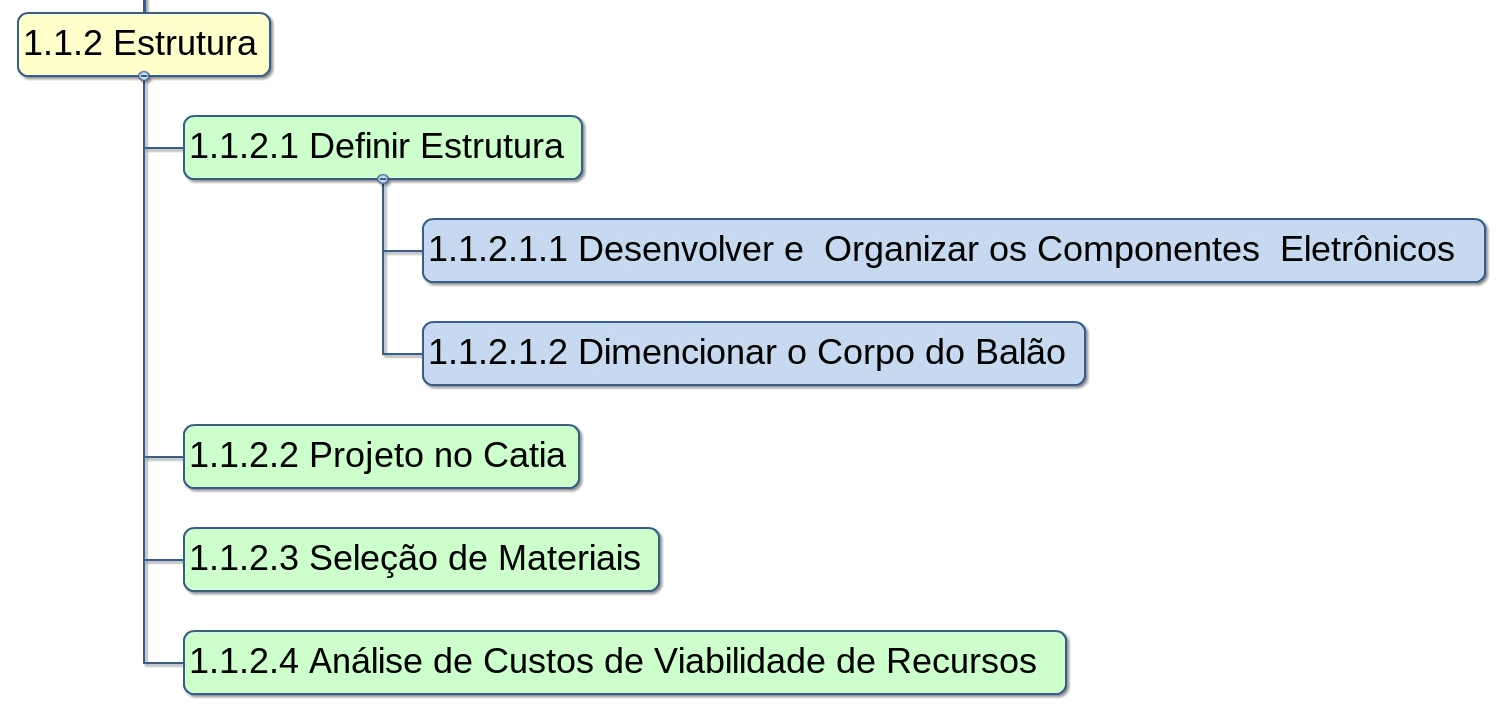 1.1.2 Estrutura
1.1.2.1 Definir Estrutura
1.1.2.1.1 Desenvolver e  Organizar os Componentes  Eletrônicos
1.1.2.1.2 Dimencionar o Corpo do Balão
1.1.2.2 Projeto no Catia
1.1.2.3 Seleção de Materiais
1.1.2.4 Análise de Custos de Viabilidade de Recursos